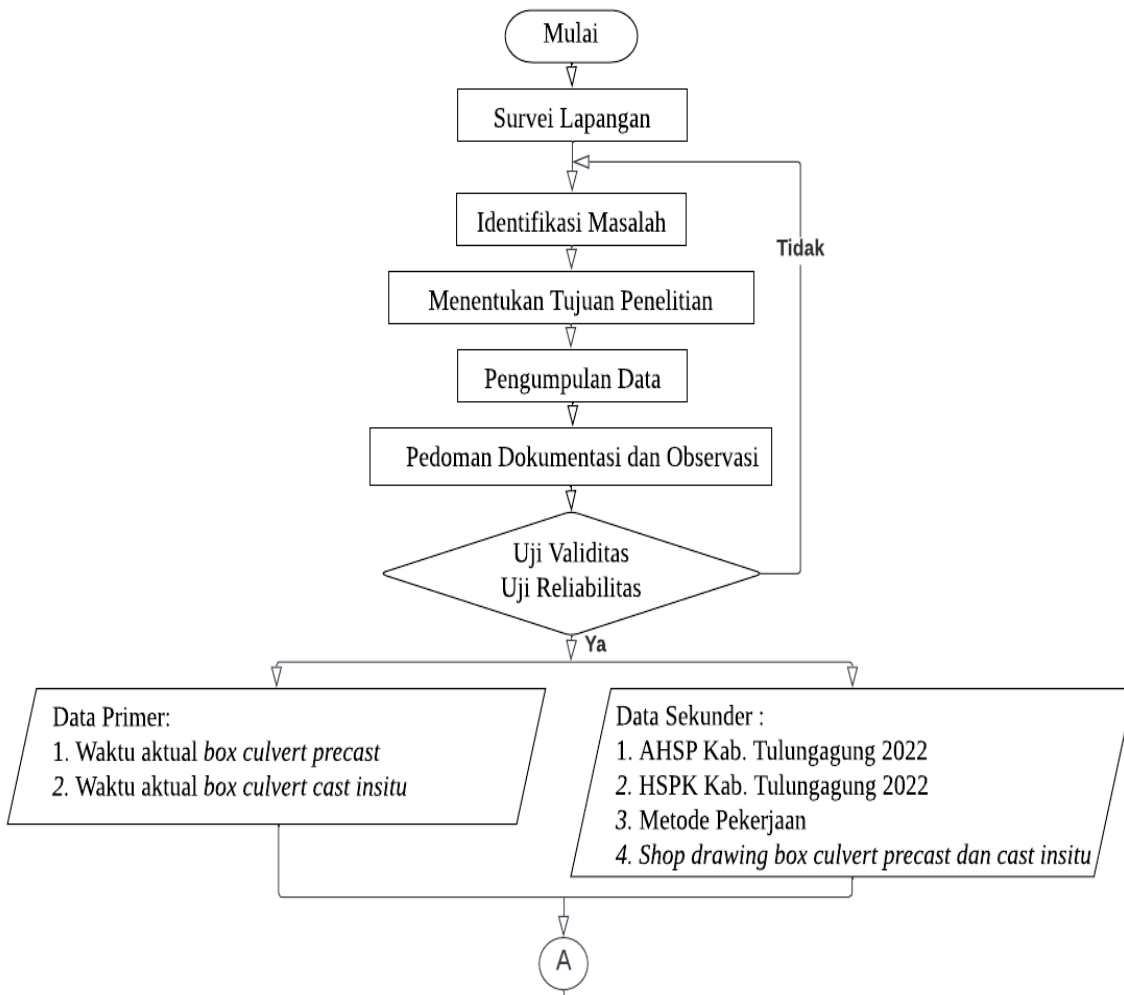 Mulai
Survei Lapangan
Identifikasi Masalah
Tidak
Menentukan Tujuan Penelitian
Pengumpulan Data
Pedoman Dokumentasi dan Observasi
Uji Validitas
Uji Reliabilitas
Ya
Data Primer:
1. Waktu aktual box culvert precast
2. Waktu aktual box culvert cast insitu
Data Sekunder :
1. AHSP Kab. Tulungagung 2022
2. HSPK Kab. Tulungagung 2022
3. Metode Pekerjaan
4. Shop drawing box culvert precast dan cast insitu
A